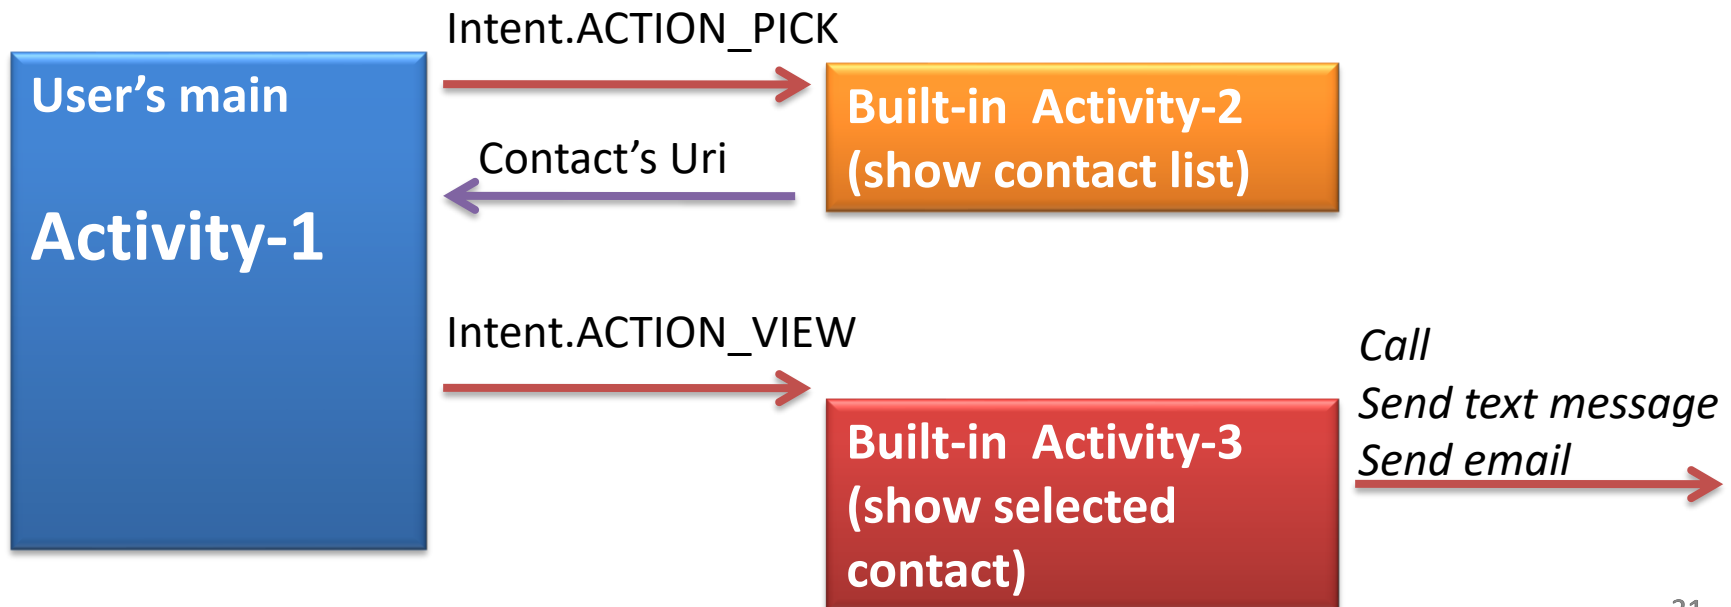 Intent.ACTION_PICK
User’s main
Activity-1
Built-in  Activity-2
(show contact list)
Contact’s Uri
Intent.ACTION_VIEW
Built-in  Activity-3
(show selected
contact)
Call
Send text message
Send email